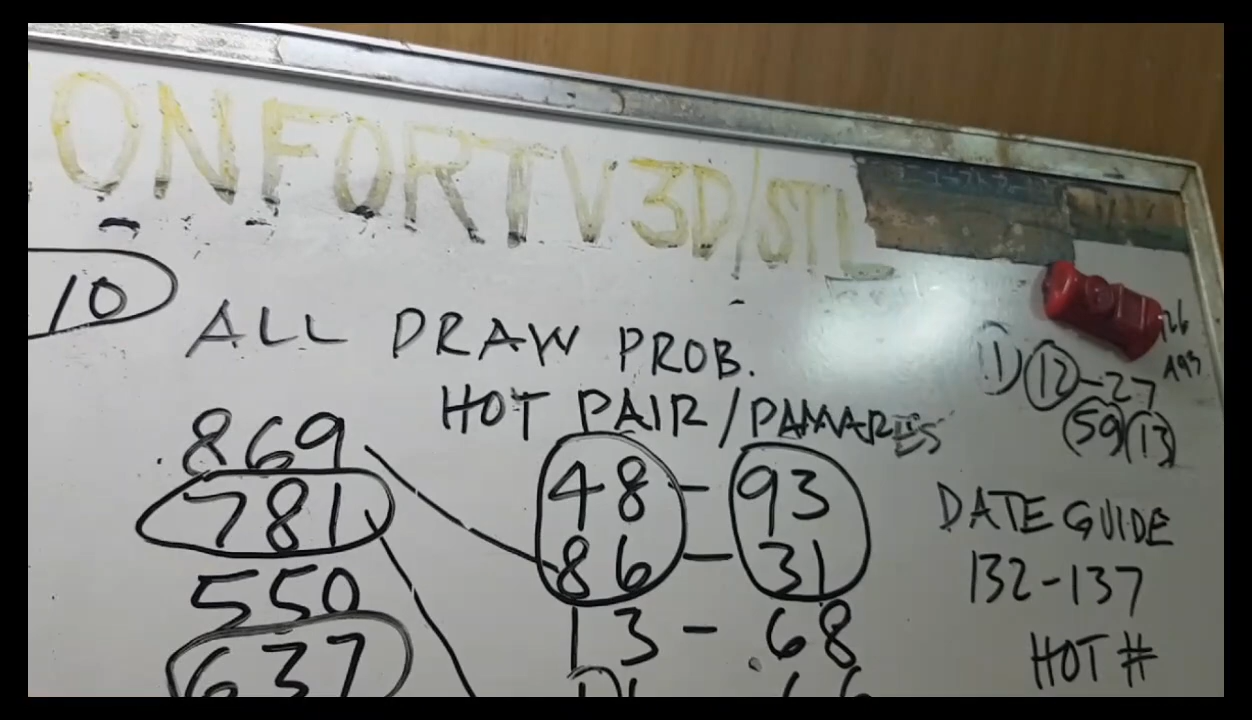 ONFORTV3D/STL
10
ALL DRAW PROB.
HOT PAIR/PAMARES
869
781
550
637
48 - 93
86 - 31
13 - 68
1 12-27
59 13
DATE GUIDE
132-137
HOT #